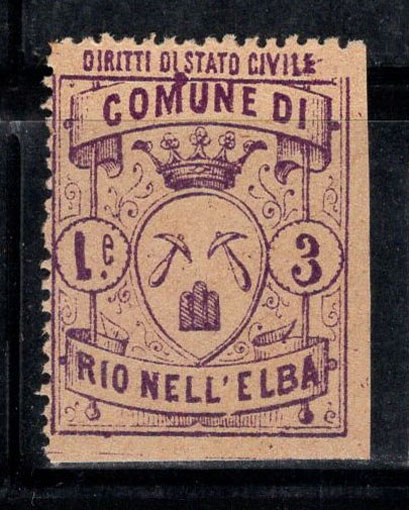 DIRITTI DI STATO CIVILE
COMUNE DI
L.e 3
RIO NELL'ELBA